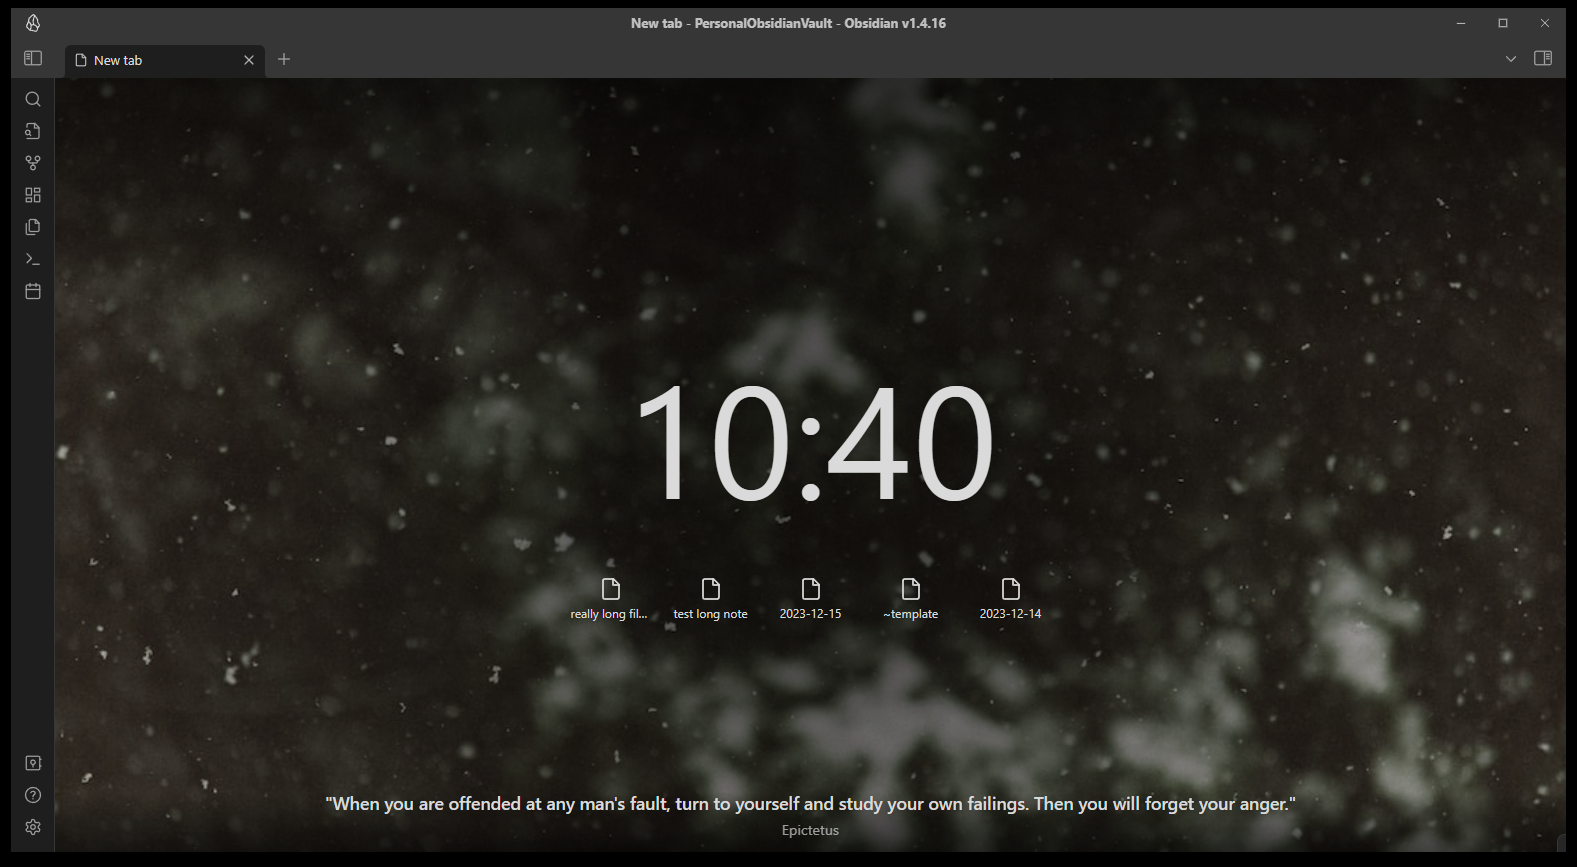 New tab - PersonalObsidianVault - Obsidian v1.4.16
New tab
10:40
really long fil...
test long note
2023-12-15
~template
2023-12-14
"When you are offended at any man's fault, turn to yourself and study your own failings. Then you will forget your anger."
Epictetus